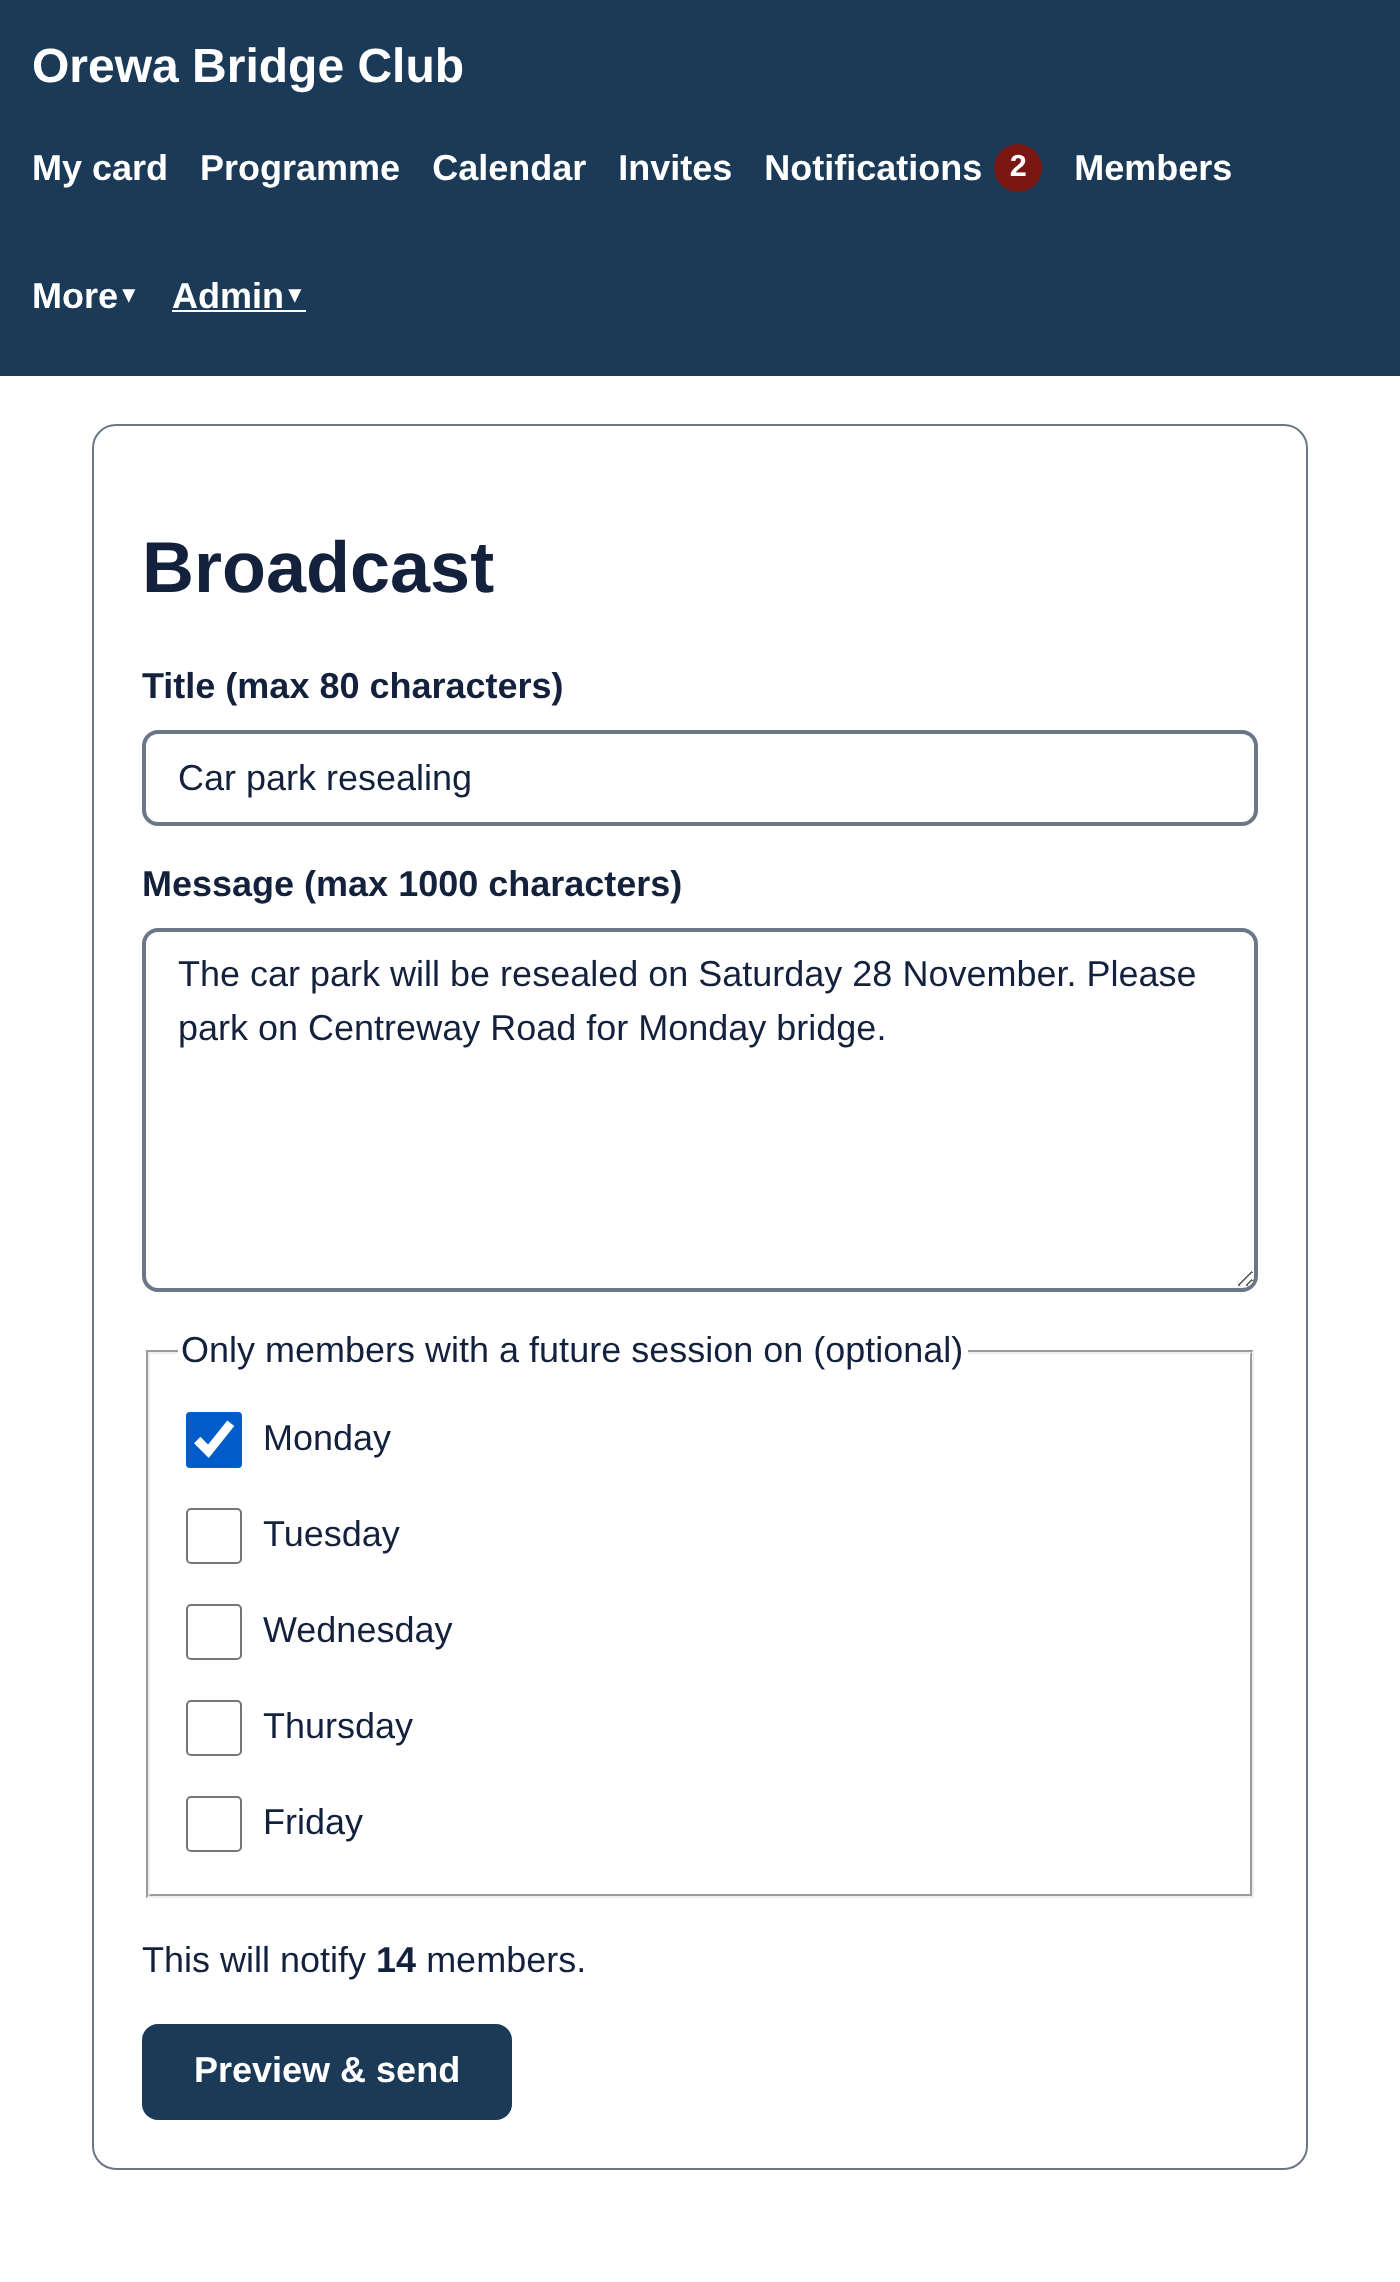 Orewa Bridge Club
My card Programme Calendar Invites Notifications 2 Members
More ▾ Admin ▾
Broadcast
Title (max 80 characters)
Car park resealing
Message (max 1000 characters)
The car park will be resealed on Saturday 28 November. Please
park on Centreway Road for Monday bridge.
Only members with a future session on (optional)
Monday
Tuesday
Wednesday
Thursday
Friday
This will notify 14 members.
Preview & send